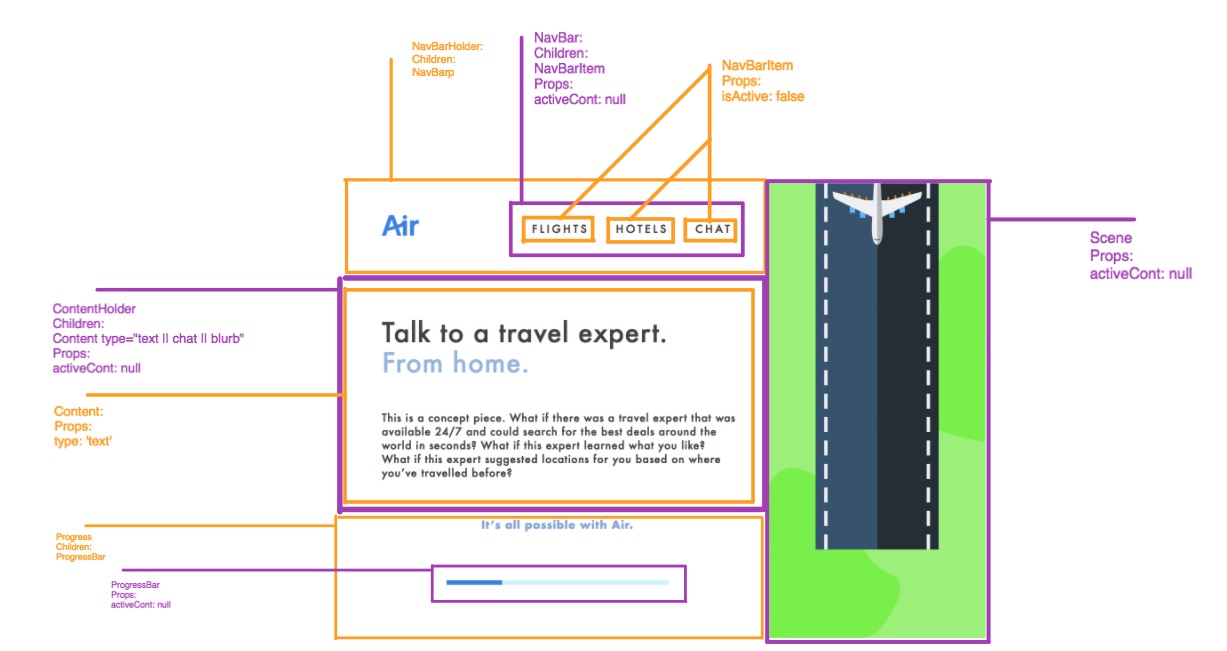 NavBarHolder:
Children:
NavBarp
NavBar:
Children:
NavBarItem
Props:
activeCont: null
NavBarItem
Props:
isActive: false
Air
FLIGHTS
HOTELS
CHAT
Scene
Props:
activeCont: null
ContentHolder
Children:
Content type="text || chat || blurb"
Props:
activeCont: null
Content:
Props:
type: 'text'
Talk to a travel expert.
From home.
This is a concept piece. What if there was a travel expert that was
available 24/7 and could search for the best deals around the
world in seconds? What if this expert learned what you like?
What if this expert suggested locations for you based on where
you've travelled before?
It's all possible with Air.
Progress
Children:
ProgressBar
ProgressBar
Props:
activeCont: null